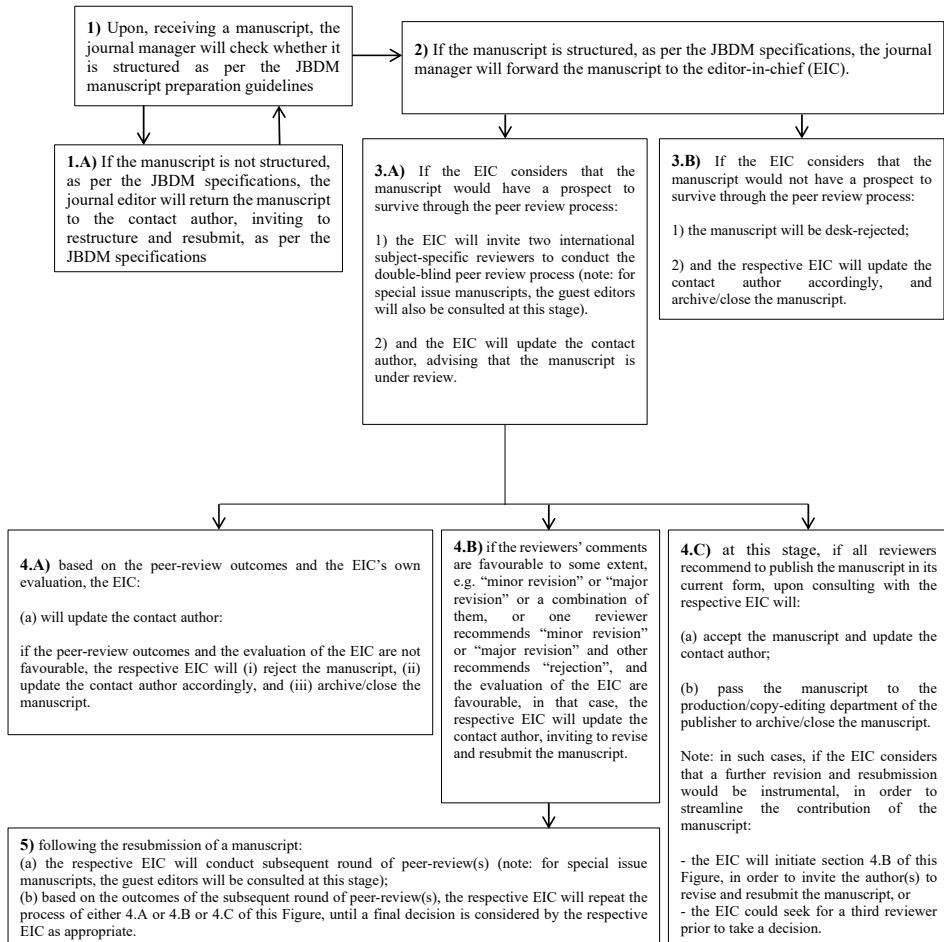 1) Upon, receiving a manuscript, the
journal manager will check whether it
is structured as per the JBDM
manuscript preparation guidelines
2) If the manuscript is structured, as per the JBDM specifications, the journal
manager will forward the manuscript to the editor-in-chief (EIC).
1.A) If the manuscript is not structured,
as per the JBDM specifications, the
journal editor will return the manuscript
to the contact author, inviting to
restructure and resubmit, as per the
JBDM specifications
3.A) If the EIC considers that the
manuscript would have a prospect to
survive through the peer review process:
1) the EIC will invite two international
subject-specific reviewers to conduct the
double-blind peer review process (note: for
special issue manuscripts, the guest editors
will also be consulted at this stage).
2) and the EIC will update the contact
author, advising that the manuscript is
under review.
3.B) If the EIC considers that the
manuscript would not have a prospect to
survive through the peer review process:
1) the manuscript will be desk-rejected;
2) and the respective EIC will update the
contact author accordingly, and
archive/close the manuscript.
4.A) based on the peer-review outcomes and the EIC's own
evaluation, the EIC:
(a) will update the contact author:
if the peer-review outcomes and the evaluation of the EIC are not
favourable, the respective EIC will (i) reject the manuscript, (ii)
update the contact author accordingly, and (iii) archive/close the
manuscript.
4.B) if the reviewers' comments
are favourable to some extent,
e.g. "minor revision" or "major
revision" or a combination of
them, or one reviewer
recommends "minor revision"
or "major revision" and other
recommends "rejection", and
the evaluation of the EIC are
favourable, in that case, the
respective EIC will update the
contact author, inviting to revise
and resubmit the manuscript.
4.C) at this stage, if all reviewers
recommend to publish the manuscript in its
current form, upon consulting with the
respective EIC will:
(a) accept the manuscript and update the
contact author;
(b) pass the manuscript to the
production/copy-editing department of the
publisher to archive/close the manuscript.
Note: in such cases, if the EIC considers
that a further revision and resubmission
would be instrumental, in order to
streamline the contribution of the
manuscript:
- the EIC will initiate section 4.B of this
Figure, in order to invite the author(s) to
revise and resubmit the manuscript, or
- the EIC could seek for a third reviewer
prior to take a decision.
5) following the resubmission of a manuscript:
(a) the respective EIC will conduct subsequent round of peer-review(s) (note: for special issue
manuscripts, the guest editors will be consulted at this stage);
(b) based on the outcomes of the subsequent round of peer-review(s), the respective EIC will repeat the
process of either 4.A or 4.B or 4.C of this Figure, until a final decision is considered by the respective
EIC as appropriate.